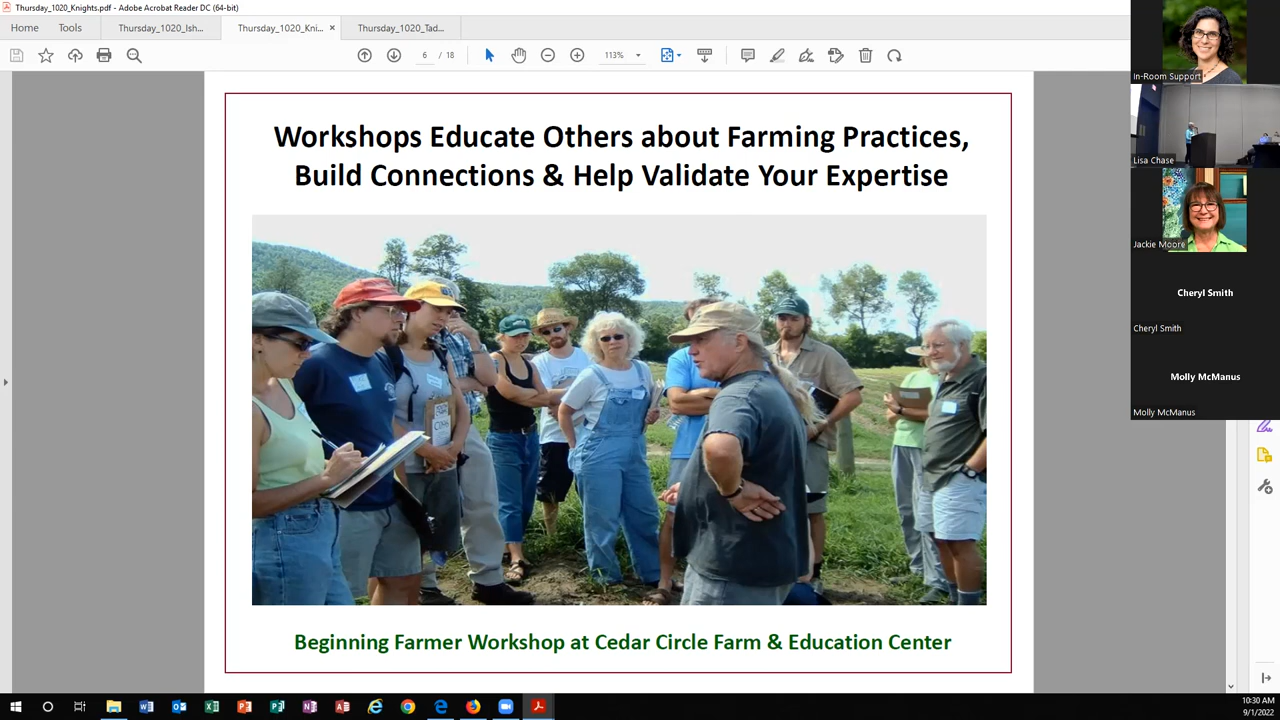 Thursday_1020_Knights.pdf - Adobe Acrobat Reader DC (64-bit)
Home
Tools
Thursday_1020_Ish...
Thursday_1020_Kni...
Thursday_1020_Tad...
6 / 18
113%
Workshops Educate Others about Farming Practices,
Build Connections & Help Validate Your Expertise
Beginning Farmer Workshop at Cedar Circle Farm & Education Center
In-Room Support
Lisa Chase
Jackie Moore
Cheryl Smith
Cheryl Smith
Molly McManus
Molly McManus
10:30 AM
9/1/2022